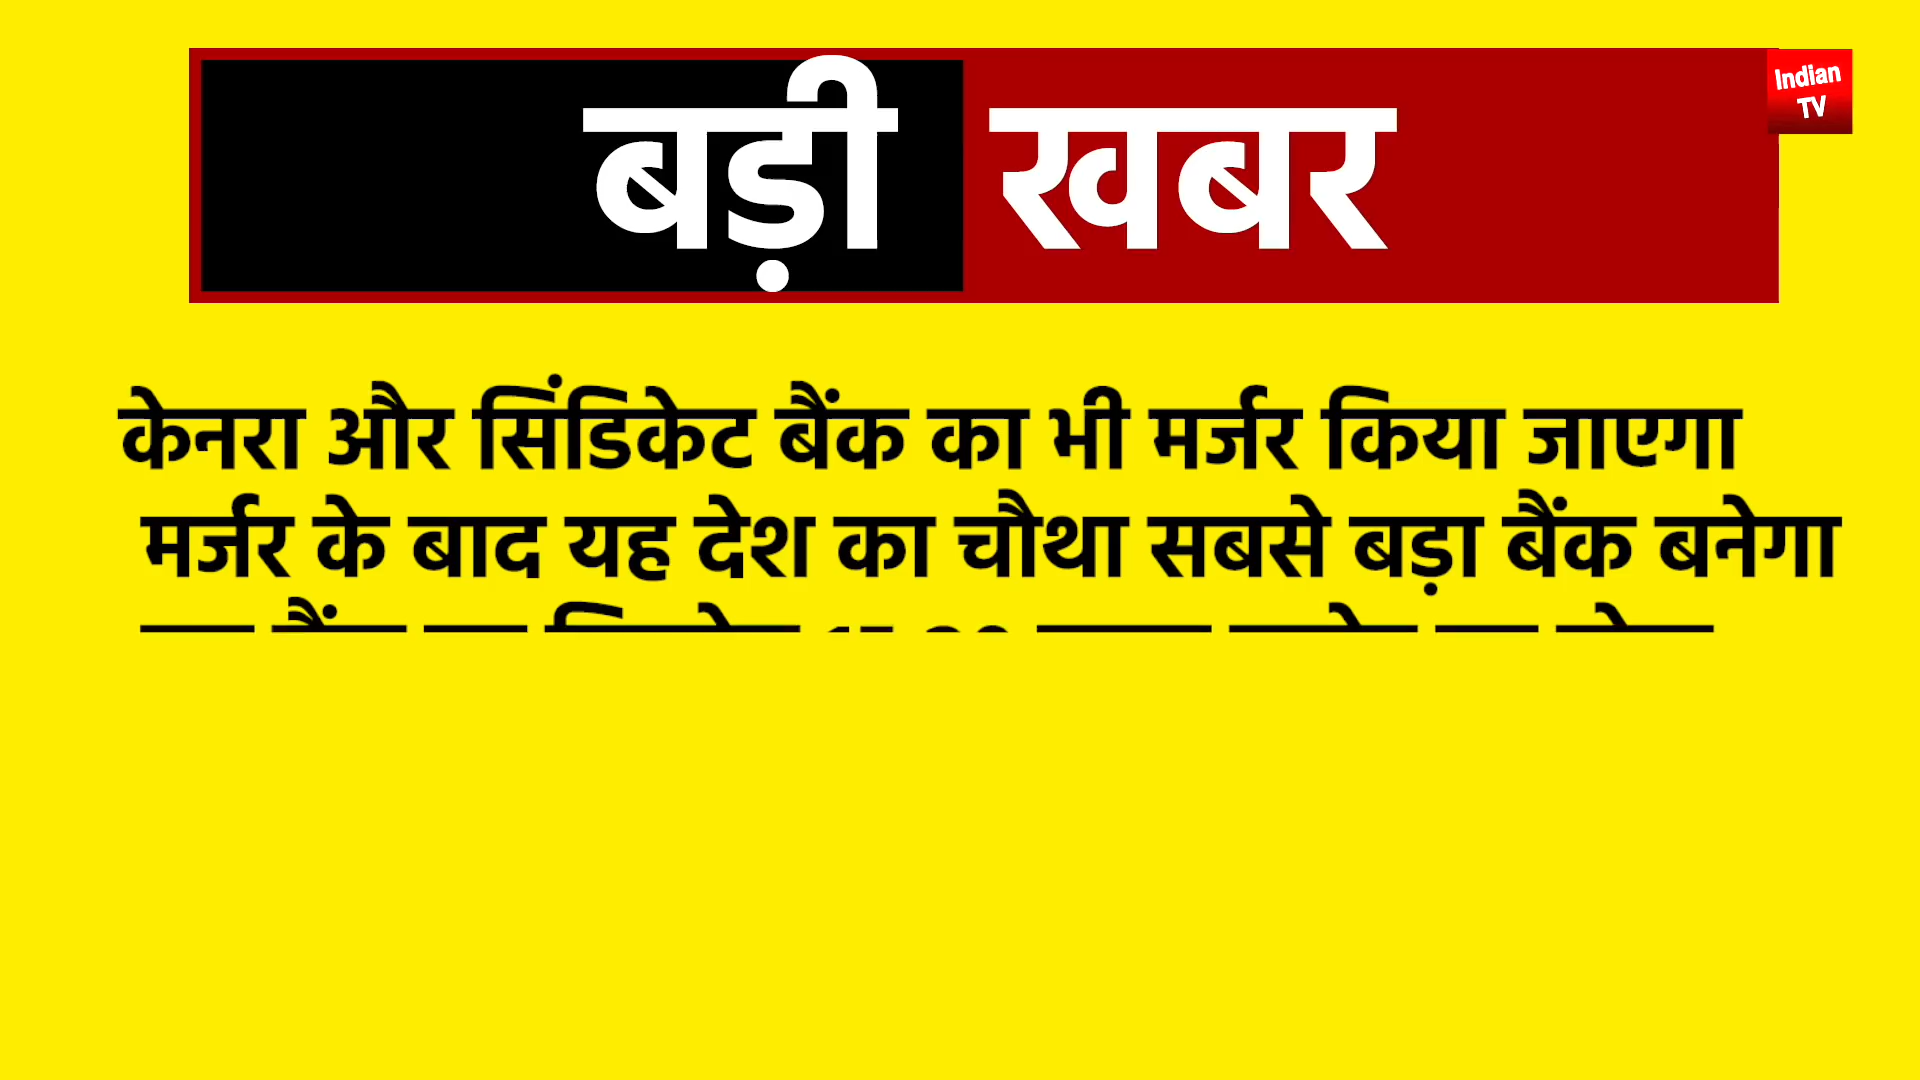 बड़ी खबर
Indian
TV
केनरा और सिंडिकेट बैंक का भी मर्जर किया जाएगा
मर्जर के बाद यह देश का चौथा सबसे बड़ा बैंक बनेगा